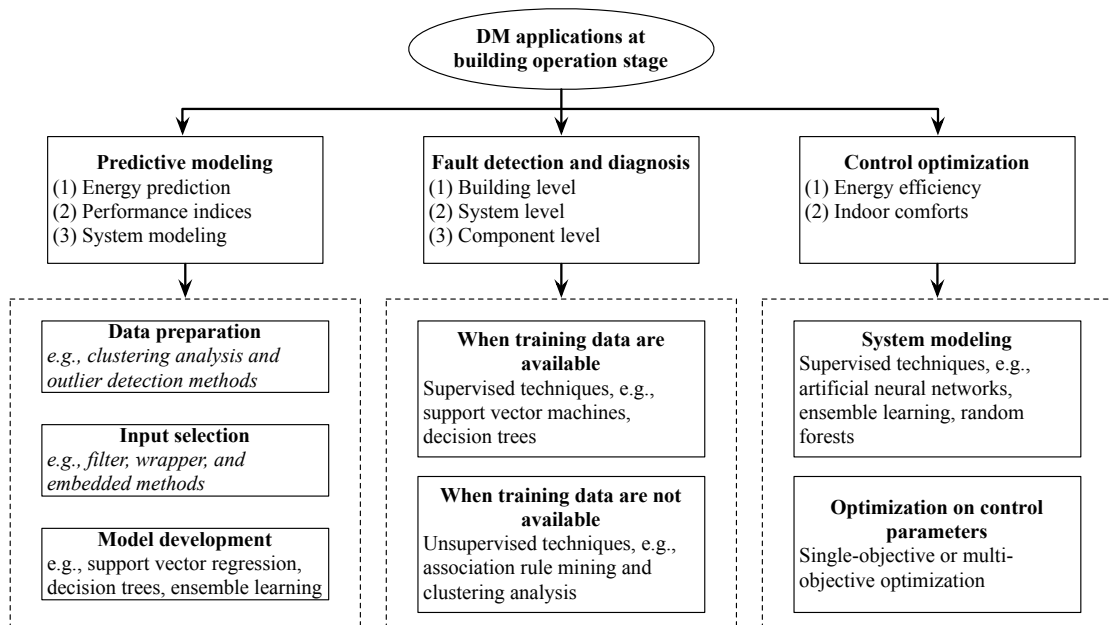 DM applications at
building operation stage
Predictive modeling
(1) Energy prediction
(2) Performance indices
(3) System modeling
Fault detection and diagnosis
(1) Building level
(2) System level
(3) Component level
Control optimization
(1) Energy efficiency
(2) Indoor comforts
Data preparation
e.g., clustering analysis and
outlier detection methods
Input selection
e.g., filter, wrapper, and
embedded methods
Model development
e.g., support vector regression,
decision trees, ensemble learning
When training data are
available
Supervised techniques, e.g.,
support vector machines,
decision trees
When training data are not
available
Unsupervised techniques, e.g.,
association rule mining and
clustering analysis
System modeling
Supervised techniques, e.g.,
artificial neural networks,
ensemble learning, random
forests
Optimization on control
parameters
Single-objective or multi-
objective optimization